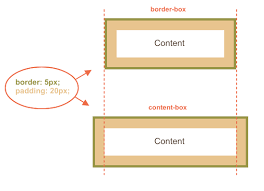 border-box
Content
border: 5px;
padding: 20px;
content-box
Content